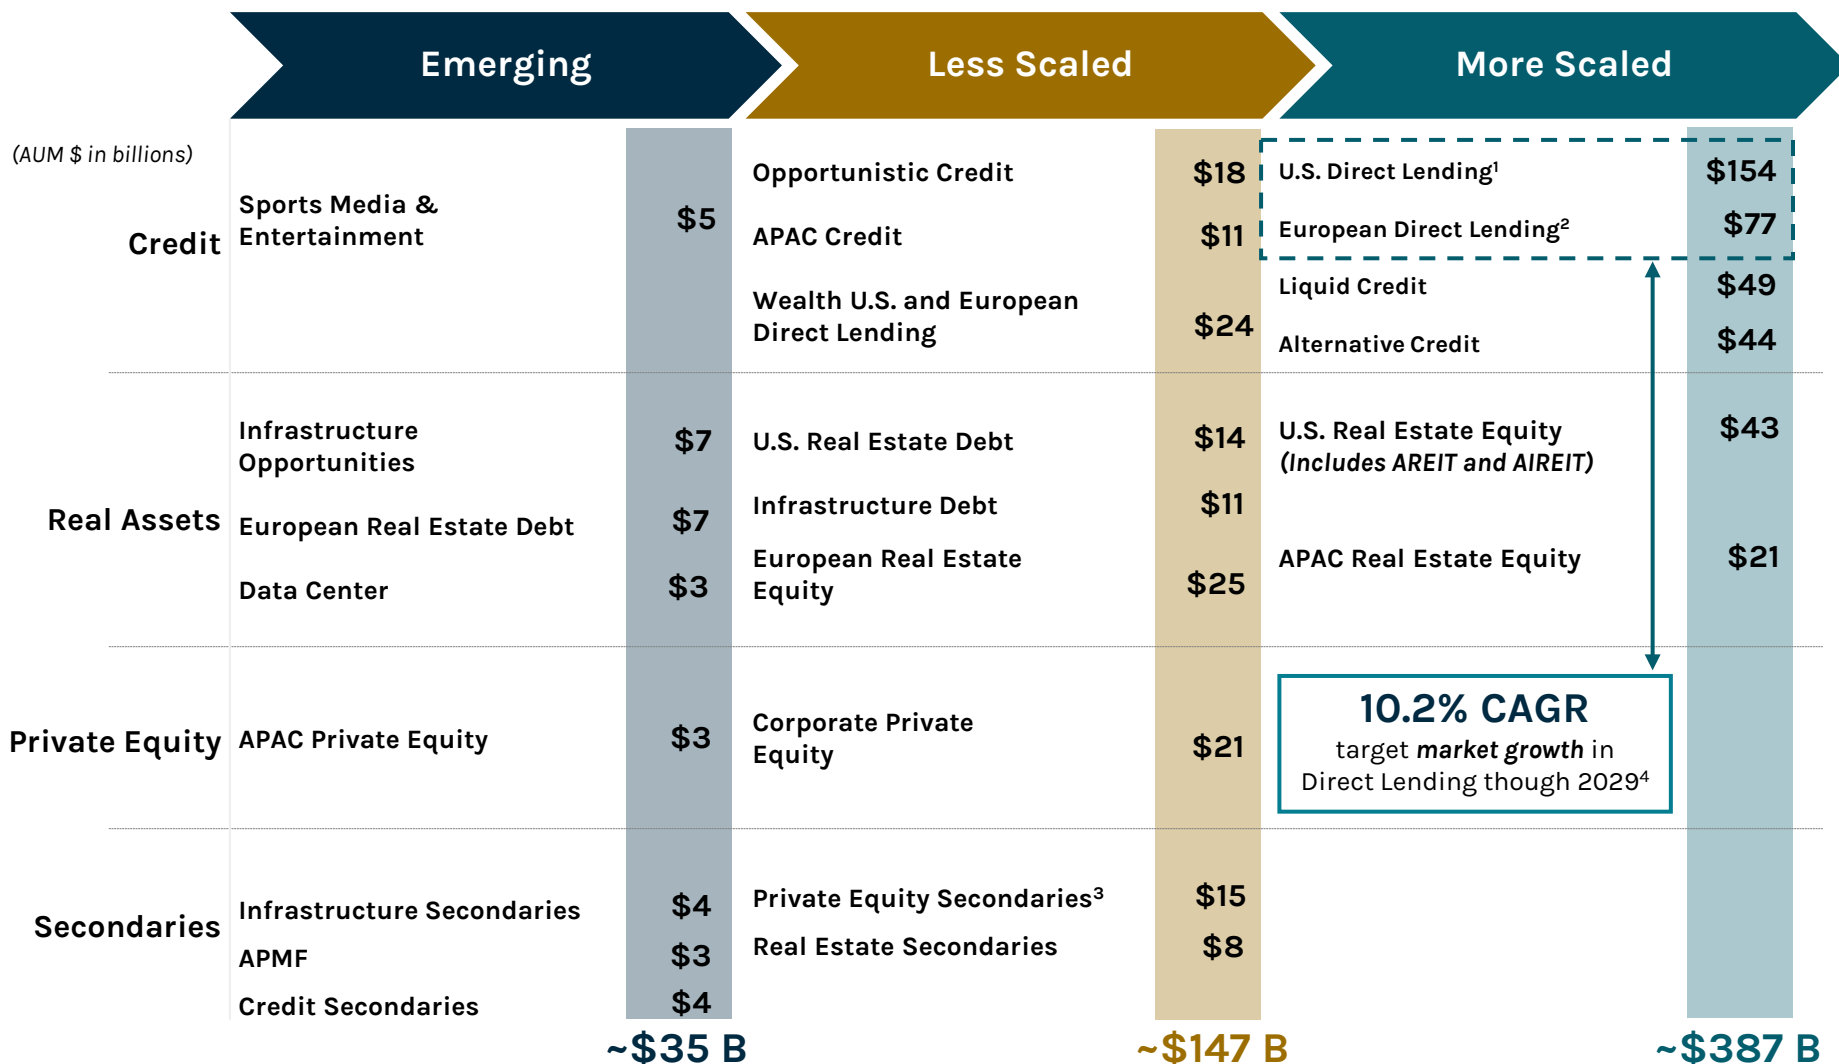 Emerging
Less Scaled
More Scaled
(AUM $ in billions)
Credit
Sports Media &
Entertainment
$5
Opportunistic Credit
$18
APAC Credit
$11
Wealth U.S. and European
Direct Lending
$24
U.S. Direct Lending¹
$154
European Direct Lending²
$77
Liquid Credit
$49
Alternative Credit
$44
Real Assets
Infrastructure
Opportunities
$7
European Real Estate Debt
$7
Data Center
$3
U.S. Real Estate Debt
$14
Infrastructure Debt
$11
European Real Estate
Equity
$25
U.S. Real Estate Equity
(Includes AREIT and AIREIT)
$43
APAC Real Estate Equity
$21
Private Equity
APAC Private Equity
$3
Corporate Private
Equity
$21
10.2% CAGR
target market growth in
Direct Lending though 2029⁴
Secondaries
Infrastructure Secondaries
$4
APMF
$3
Credit Secondaries
$4
Private Equity Secondaries³
$15
Real Estate Secondaries
$8
~$35 B
~$147 B
~$387 B